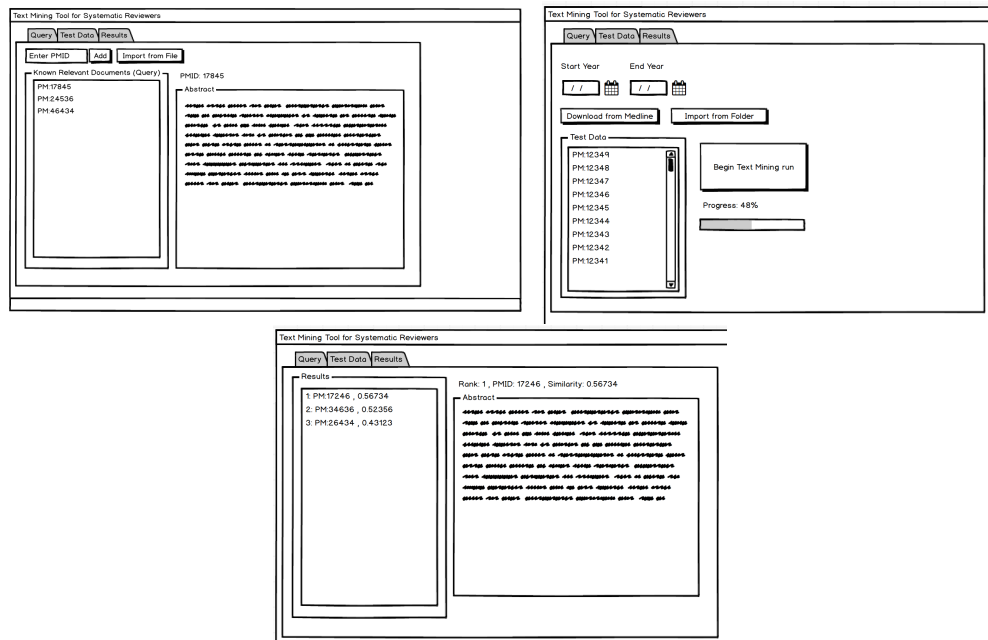 Text Mining Tool for Systematic Reviewers
Query Test Data Results
Enter PMID Add Import from File
Known Relevant Documents (Query)
PM:17845
PM:24536
PM:46434
PMID: 17845
Abstract
Text Mining Tool for Systematic Reviewers
Query Test Data Results
Start Year End Year
/ / / /
Download from Medline Import from Folder
Test Data
PM:12349
PM:12348
PM:12347
PM:12346
PM:12345
PM:12344
PM:12343
PM:12342
PM:12341
Begin Text Mining run
Progress: 48%
Text Mining Tool for Systematic Reviewers
Query Test Data Results
Results
1: PM:17246 , 0.56734
2: PM:34636 , 0.52356
3: PM:26434 , 0.43123
Rank: 1 , PMID: 17246 , Similarity: 0.56734
Abstract